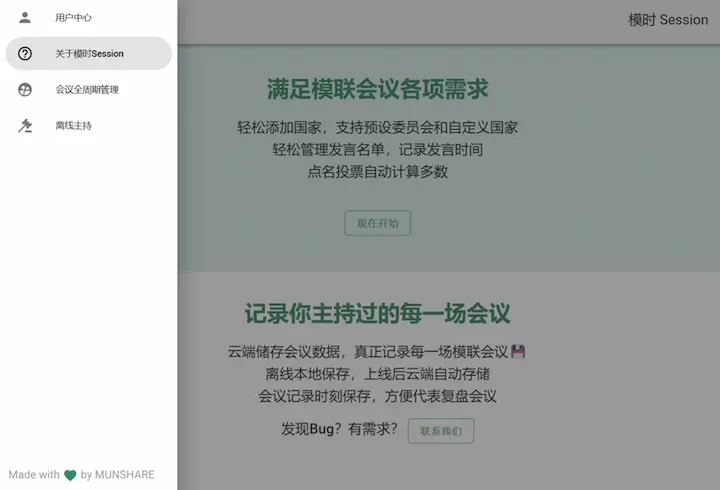 用户中心
关于模时Session
会议全周期管理
离线主持
Made with by MUNSHARE
模时 Session
满足模联会议各项需求
轻松添加国家，支持预设委员会和自定义国家
轻松管理发言名单，记录发言时间
点名投票自动计算多数
现在开始
记录你主持过的每一场会议
云端储存会议数据，真正记录每一场模联会议💾
离线本地保存，上线后云端自动存储
会议记录时刻保存，方便代表复盘会议
发现Bug？有需求？ 联系我们